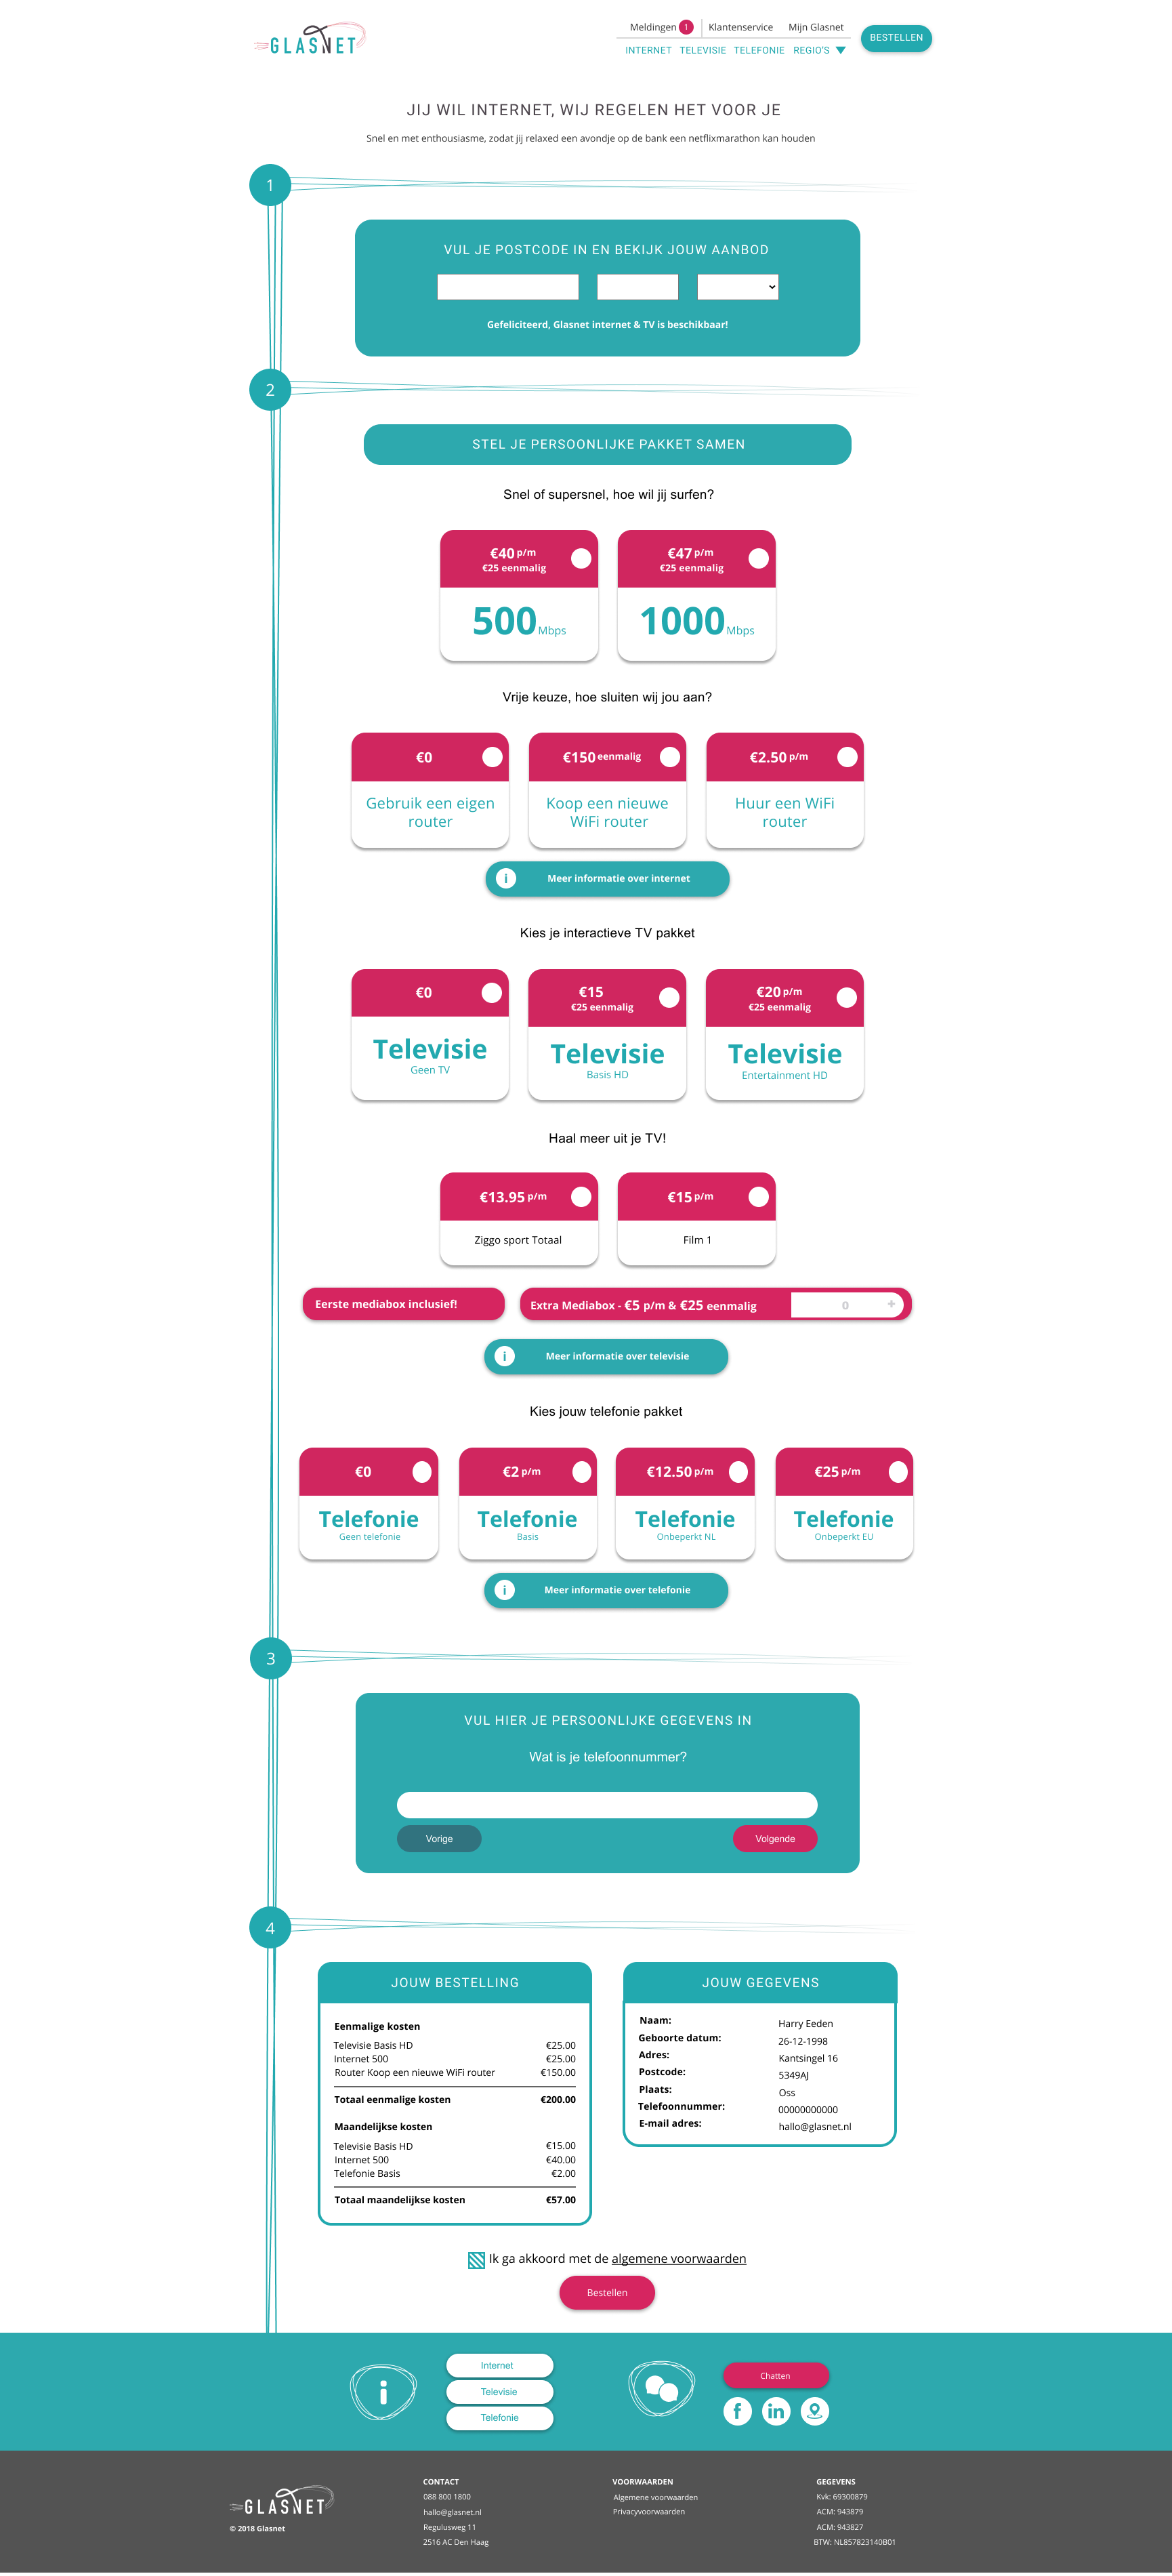 GLASNET
Meldingen 1 Klantenservice Mijn Glasnet
INTERNET TELEVISIE TELEFONIE REGIO'S
BESTELLEN
JIJ WIL INTERNET, WIJ REGELEN HET VOOR JE
Snel en met enthousiasme, zodat jij relaxed een avondje op de bank een netflixmarathon kan houden
1
VUL JE POSTCODE IN EN BEKIJK JOUW AANBOD
Gefeliciteerd, Glasnet internet & TV is beschikbaar!
2
STEL JE PERSOONLIJKE PAKKET SAMEN
Snel of supersnel, hoe wil jij surfen?
€40 p/m
€25 eenmalig
500 Mbps
€47 p/m
€25 eenmalig
1000 Mbps
Vrije keuze, hoe sluiten wij jou aan?
€0
Gebruik een eigen
router
€150 eenmalig
Koop een nieuwe
WiFi router
€2.50 p/m
Huur een WiFi
router
i Meer informatie over internet
Kies je interactieve TV pakket
€0
Televisie
Geen TV
€15
€25 eenmalig
Televisie
Basis HD
€20 p/m
€25 eenmalig
Televisie
Entertainment HD
Haal meer uit je TV!
€13.95 p/m
Ziggo sport Totaal
€15 p/m
Film 1
Eerste mediabox inclusief!
Extra Mediabox - €5 p/m & €25 eenmalig 0 +
i Meer informatie over televisie
Kies jouw telefonie pakket
€0
Telefonie
Geen telefonie
€2 p/m
Telefonie
Basis
€12.50 p/m
Telefonie
Onbeperkt NL
€25 p/m
Telefonie
Onbeperkt EU
i Meer informatie over telefonie
3
VUL HIER JE PERSOONLIJKE GEGEVENS IN
Wat is je telefoonnummer?
Vorige Volgende
4
JOUW BESTELLING
Eenmalige kosten
Televisie Basis HD €25.00
Internet 500 €25.00
Router Koop een nieuwe WiFi router €150.00
Totaal eenmalige kosten €200.00
Maandelijkse kosten
Televisie Basis HD €15.00
Internet 500 €40.00
Telefonie Basis €2.00
Totaal maandelijkse kosten €57.00
JOUW GEGEVENS
Naam: Harry Eeden
Geboorte datum: 26-12-1998
Adres: Kantsingel 16
Postcode: 5349AJ
Plaats: Oss
Telefoonnummer: 00000000000
E-mail adres: hallo@glasnet.nl
Ik ga akkoord met de algemene voorwaarden
Bestellen
i
Internet
Televisie
Telefonie
Chatten
f in
GLASNET
© 2018 Glasnet
CONTACT
088 800 1800
hallo@glasnet.nl
Regulusweg 11
2516 AC Den Haag
VOORWAARDEN
Algemene voorwaarden
Privacyvoorwaarden
GEGEVENS
Kvk: 69300879
ACM: 943879
ACM: 943827
BTW: NL857823140B01